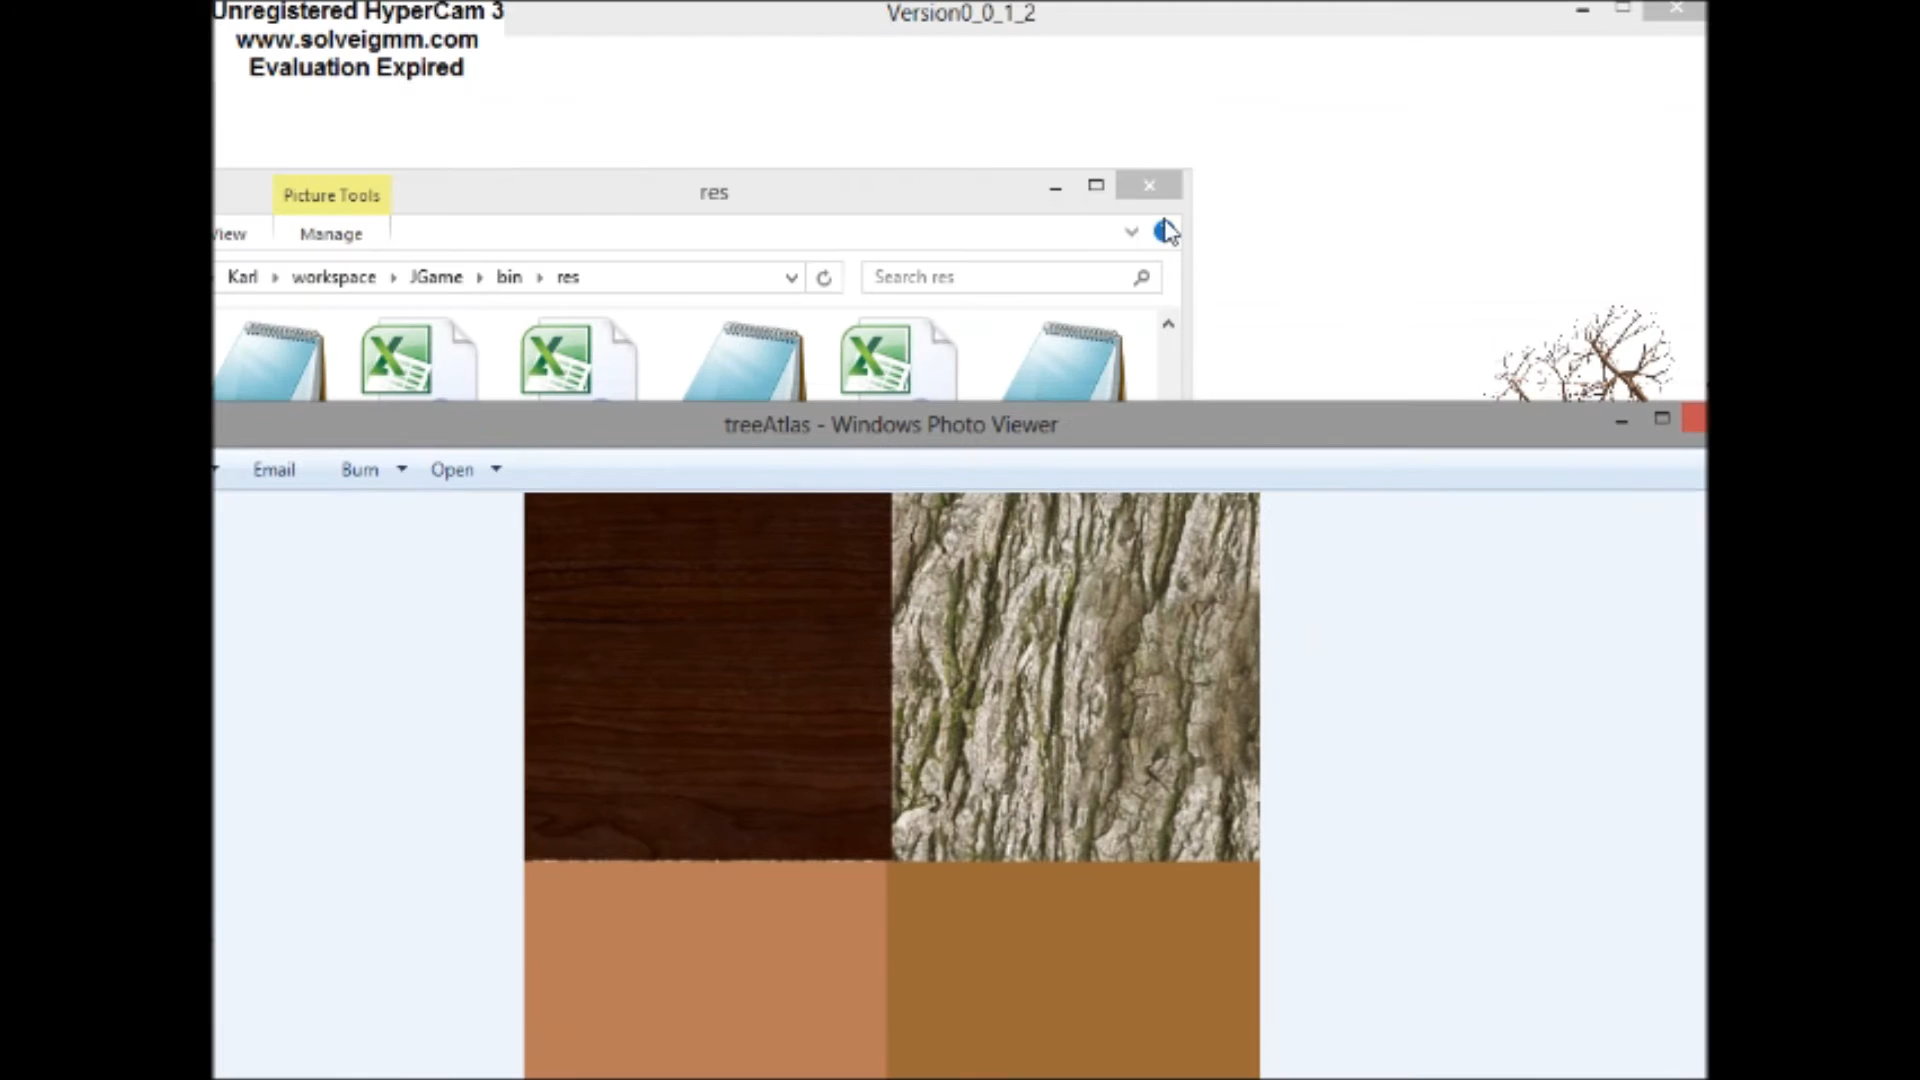 Unregistered HyperCam 3
www.solveigmm.com
Evaluation Expired
Version0_0_1_2
Picture Tools
res
View
Manage
Karl workspace JGame bin res
Search res
treeAtlas - Windows Photo Viewer
Email Burn Open